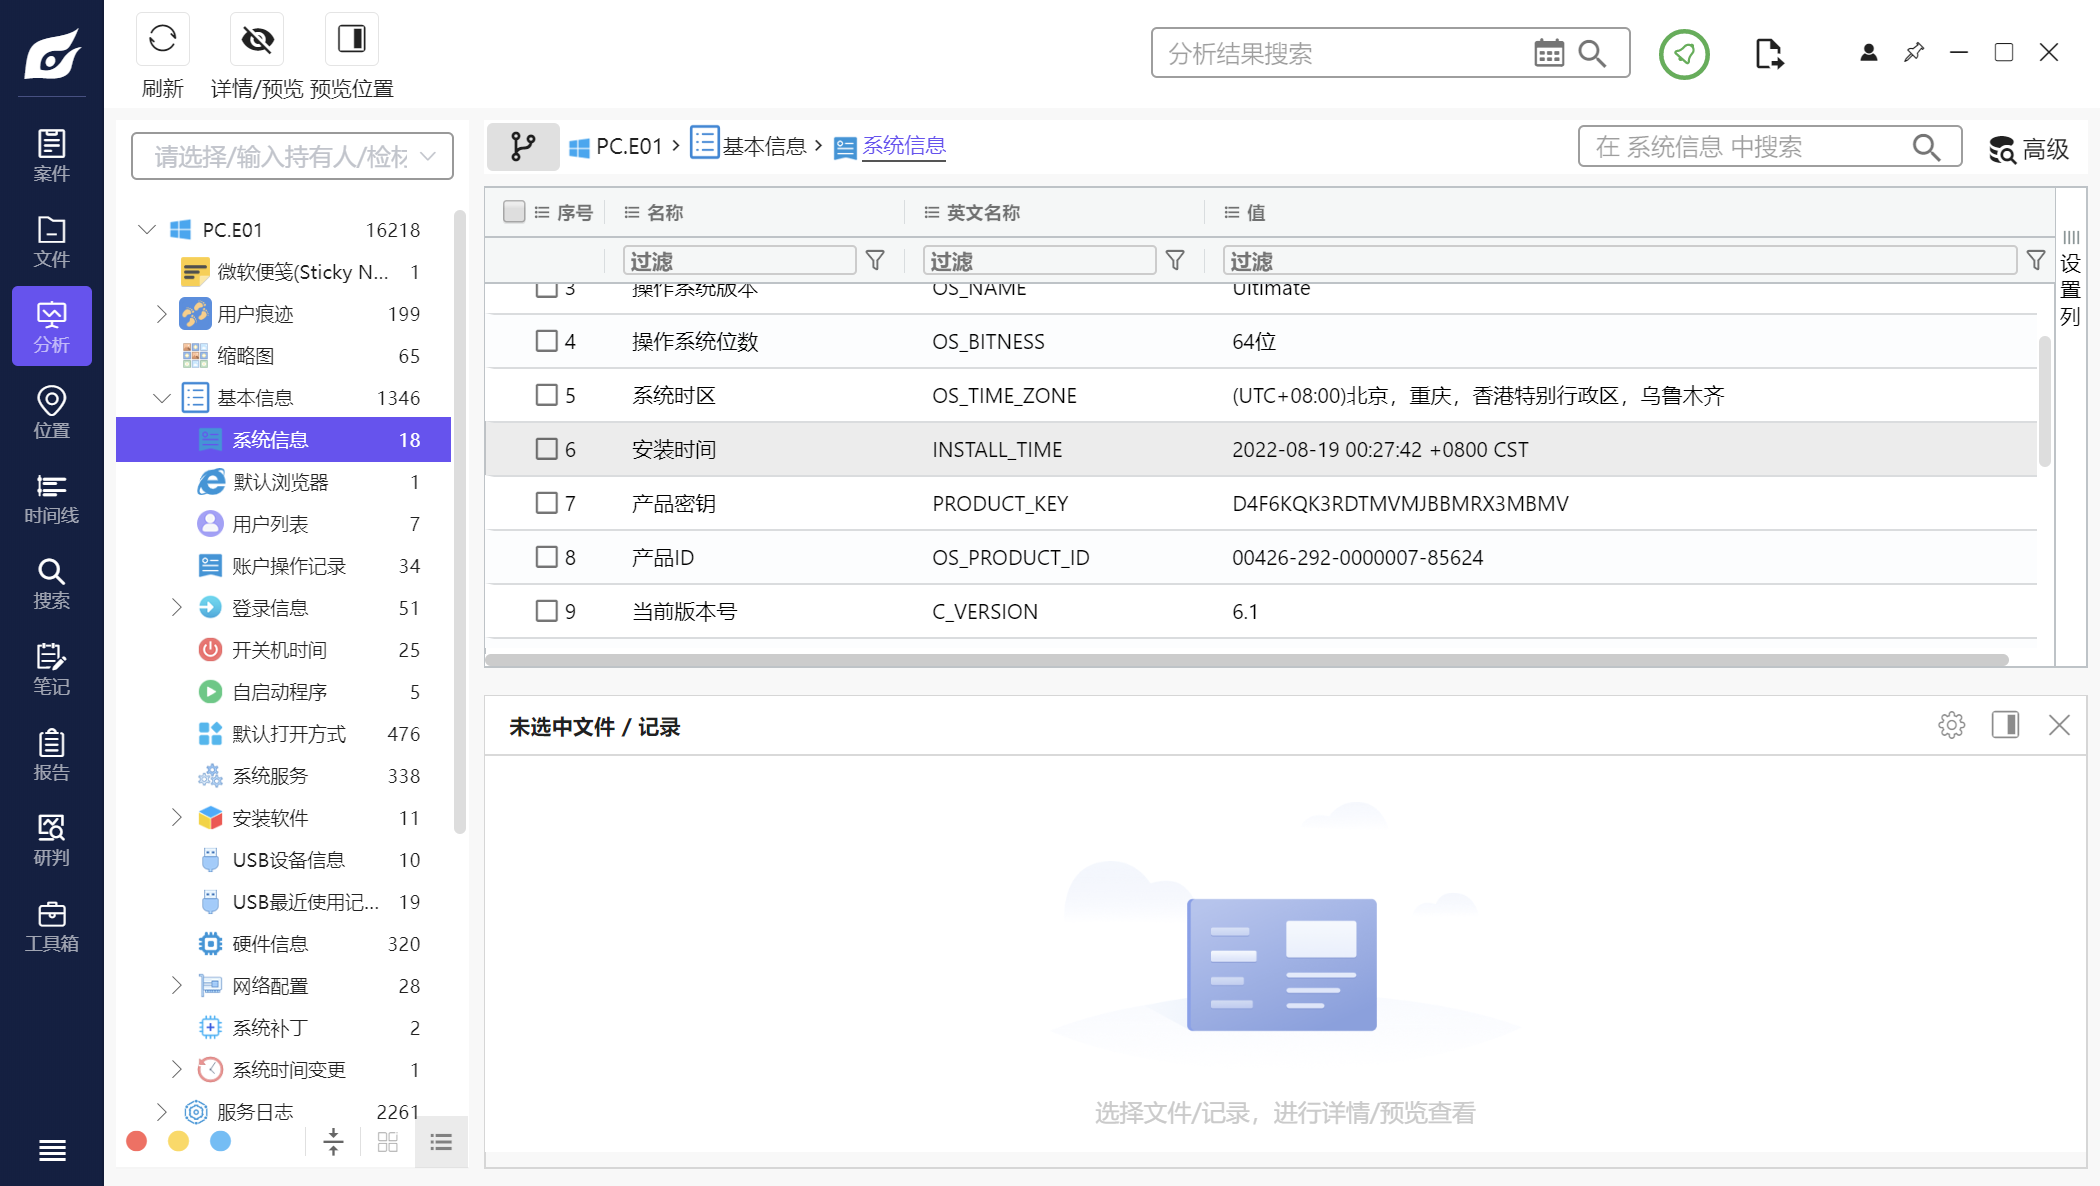 刷新
详情/预览
预览位置
分析结果搜索
案件
文件
分析
位置
时间线
搜索
笔记
报告
研判
工具箱
请选择/输入持有人/检材
PC.E01 16218
微软便笺(Sticky N... 1
用户痕迹 199
缩略图 65
基本信息 1346
系统信息 18
默认浏览器 1
用户列表 7
账户操作记录 34
登录信息 51
开关机时间 25
自启动程序 5
默认打开方式 476
系统服务 338
安装软件 11
USB设备信息 10
USB最近使用记... 19
硬件信息 320
网络配置 28
系统补丁 2
系统时间变更 1
服务日志 2261
PC.E01 › 基本信息 › 系统信息
在 系统信息 中搜索
高级
序号 名称 英文名称 值
过滤 过滤 过滤
3 操作系统版本 OS_NAME Ultimate
4 操作系统位数 OS_BITNESS 64位
5 系统时区 OS_TIME_ZONE (UTC+08:00)北京，重庆，香港特别行政区，乌鲁木齐
6 安装时间 INSTALL_TIME 2022-08-19 00:27:42 +0800 CST
7 产品密钥 PRODUCT_KEY D4F6KQK3RDTMVMJBBMRX3MBMV
8 产品ID OS_PRODUCT_ID 00426-292-0000007-85624
9 当前版本号 C_VERSION 6.1
设置列
未选中文件 / 记录
选择文件/记录，进行详情/预览查看